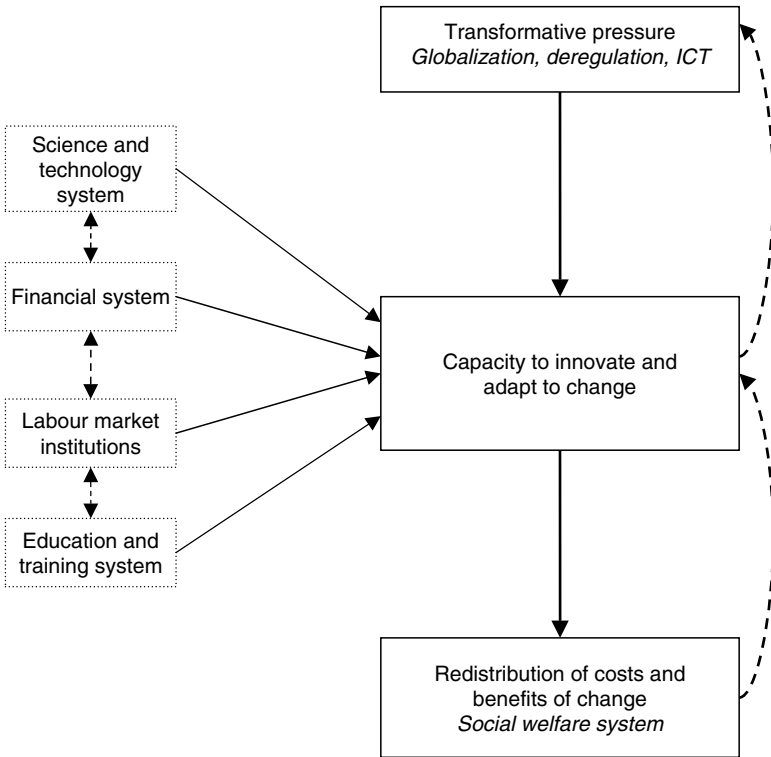 Transformative pressure
Globalization, deregulation, ICT
Science and
technology
system
Financial system
Capacity to innovate and
adapt to change
Labour market
institutions
Education and
training system
Redistribution of costs and
benefits of change
Social welfare system